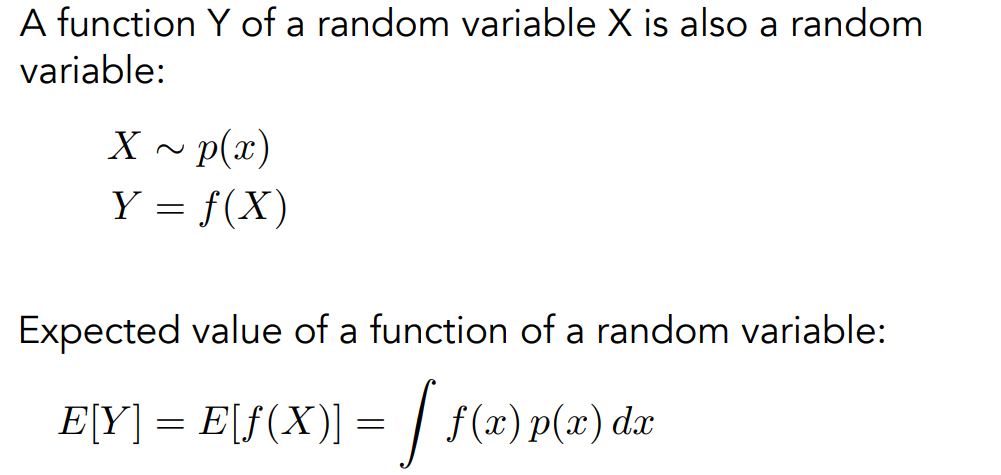 A function Y of a random variable X is also a random
variable:
X ∼ p(x)
Y = f(X)
Expected value of a function of a random variable:
E[Y] = E[f(X)] = ∫ f(x) p(x) dx